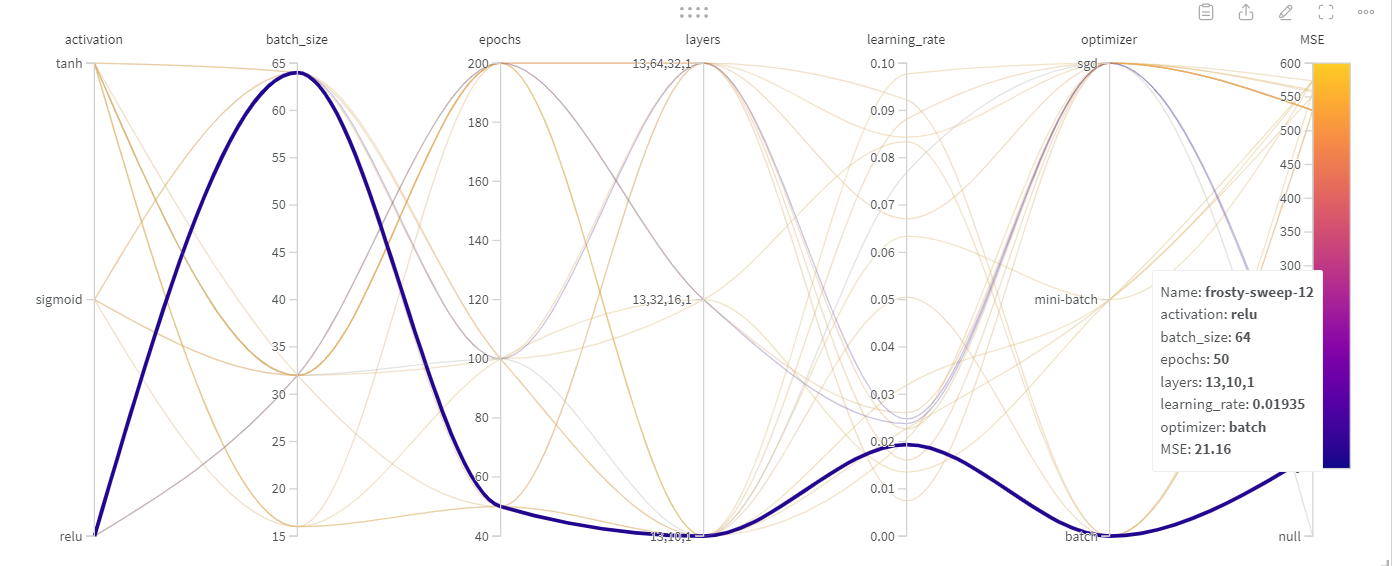 activation batch_size epochs layers learning_rate optimizer MSE
tanh 65 200 13,64,32,1 0.10 sgd 600
60 180 0.09 550
55 160 0.08 500
50 140 0.07 450
45 0.06 400
350
300
sigmoid 40 120 13,32,16,1 0.05 mini-batch
35 100 0.04
30 80 0.03
25 0.02
20 60 0.01
relu 15 40 13,10,1 0.00 batch null
Name: frosty-sweep-12
activation: relu
batch_size: 64
epochs: 50
layers: 13,10,1
learning_rate: 0.01935
optimizer: batch
MSE: 21.16